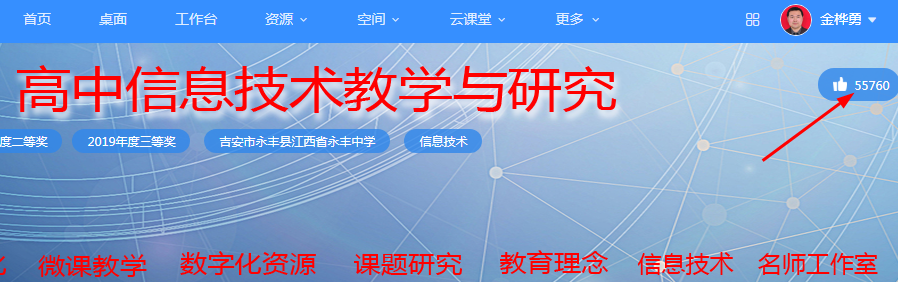 首页 桌面 工作台 资源 空间 云课堂 更多 金桦勇
高中信息技术教学与研究
55760
度二等奖 2019年度三等奖 吉安市永丰县江西省永丰中学 信息技术
微课教学 数字化资源 课题研究 教育理念 信息技术 名师工作室